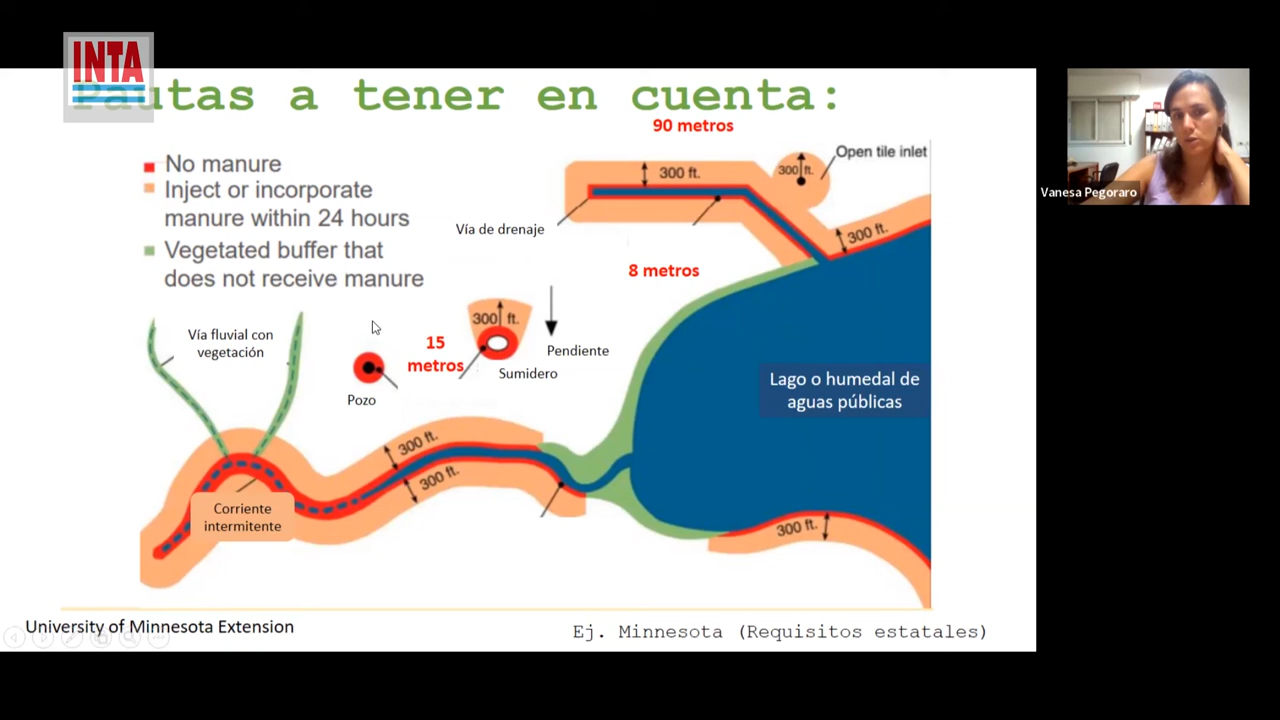 INTA
Pautas a tener en cuenta:
90 metros
No manure
Inject or incorporate
manure within 24 hours
Vegetated buffer that
does not receive manure
300 ft.
300 ft.
Open tile inlet
Vía de drenaje
300 ft.
8 metros
Vanesa Pegoraro
Vía fluvial con
vegetación
300 ft.
15
metros
Pendiente
Sumidero
Pozo
Lago o humedal de
aguas públicas
300 ft.
300 ft.
Corriente
intermitente
300 ft.
University of Minnesota Extension
Ej. Minnesota (Requisitos estatales)